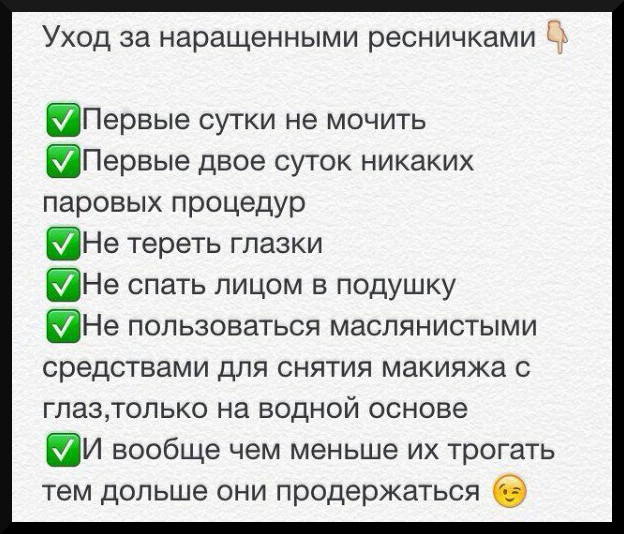 Уход за наращенными ресничками 👇
✅Первые сутки не мочить
✅Первые двое суток никаких
паровых процедур
✅Не тереть глазки
✅Не спать лицом в подушку
✅Не пользоваться маслянистыми
средствами для снятия макияжа с
глаз,только на водной основе
✅И вообще чем меньше их трогать
тем дольше они продержаться 😉